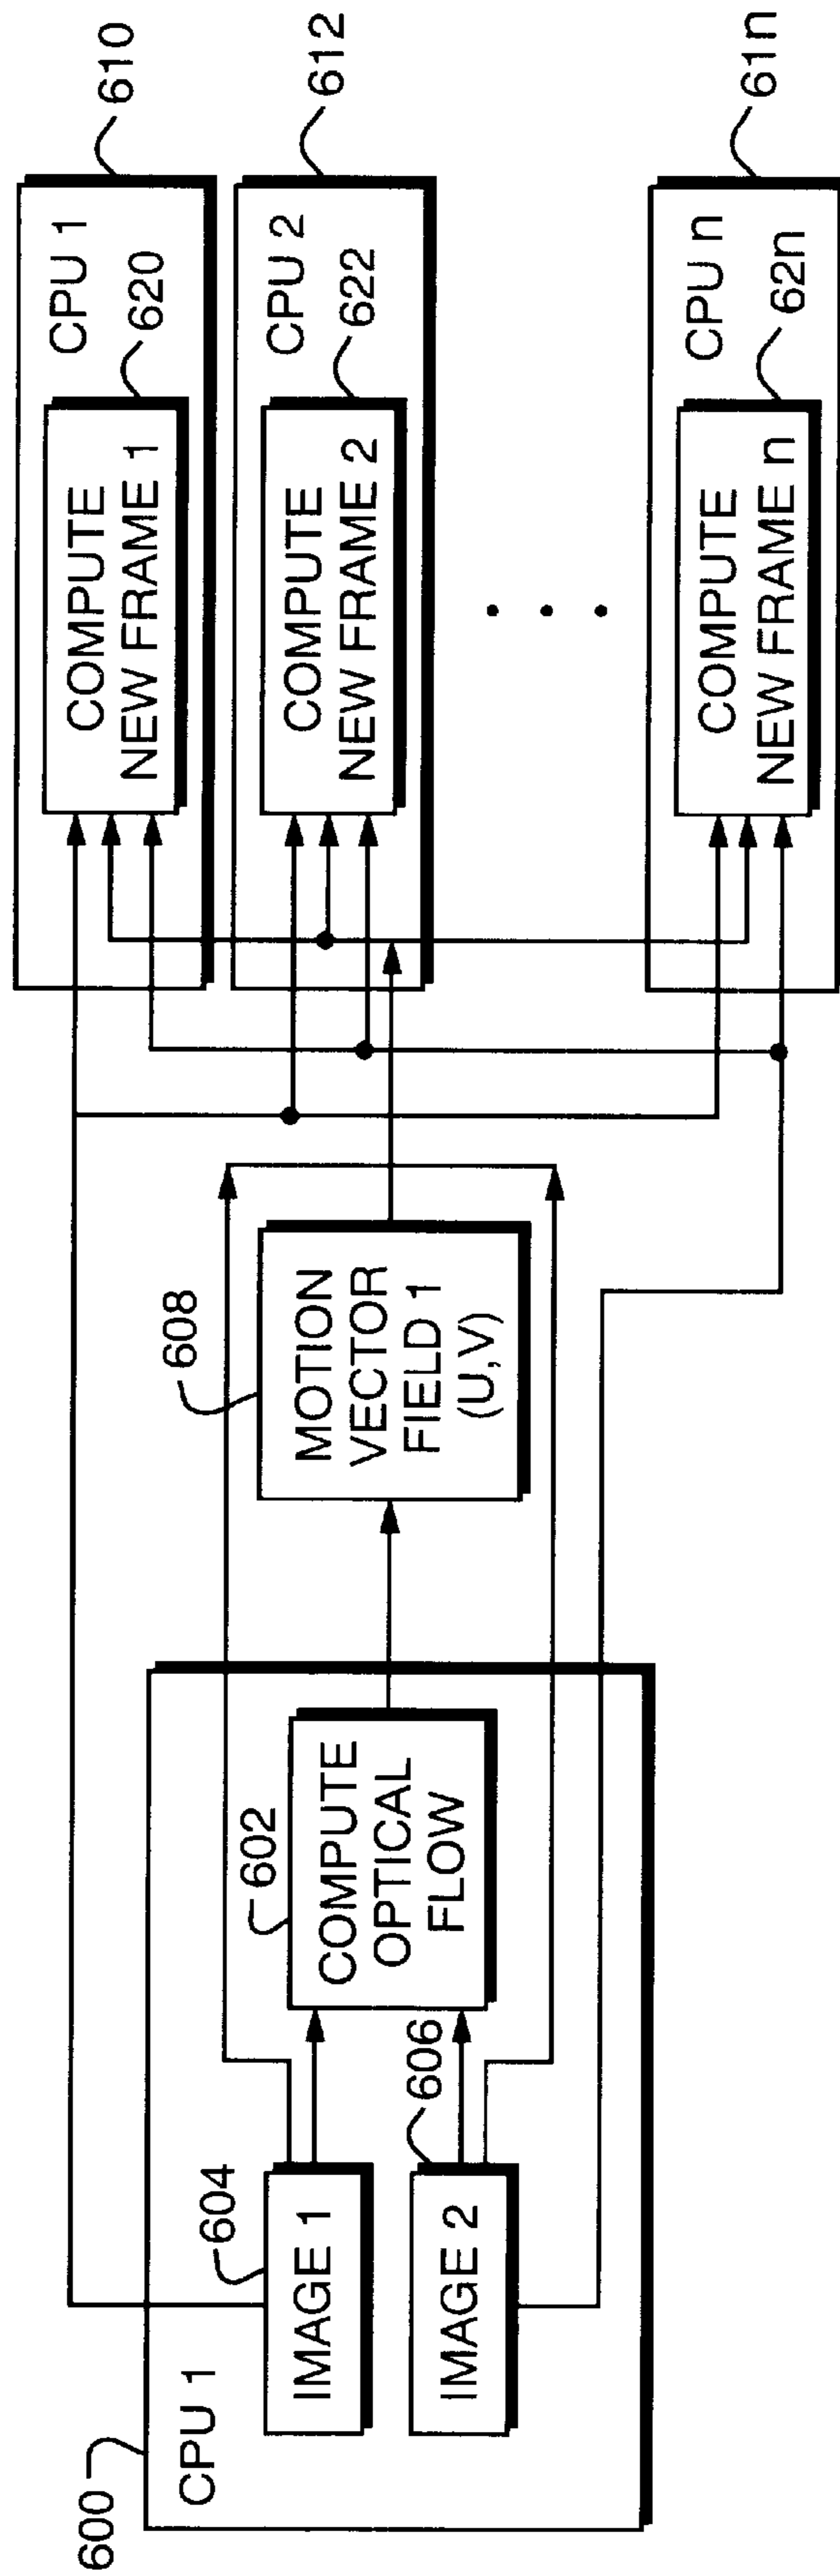 600
CPU 1
604
IMAGE 1
606
IMAGE 2
602
COMPUTE
OPTICAL
FLOW
608
MOTION
VECTOR
FIELD 1
(U,V)
610
CPU 1
620
COMPUTE
NEW FRAME 1
612
CPU 2
622
COMPUTE
NEW FRAME 2
61n
CPU n
62n
COMPUTE
NEW FRAME n